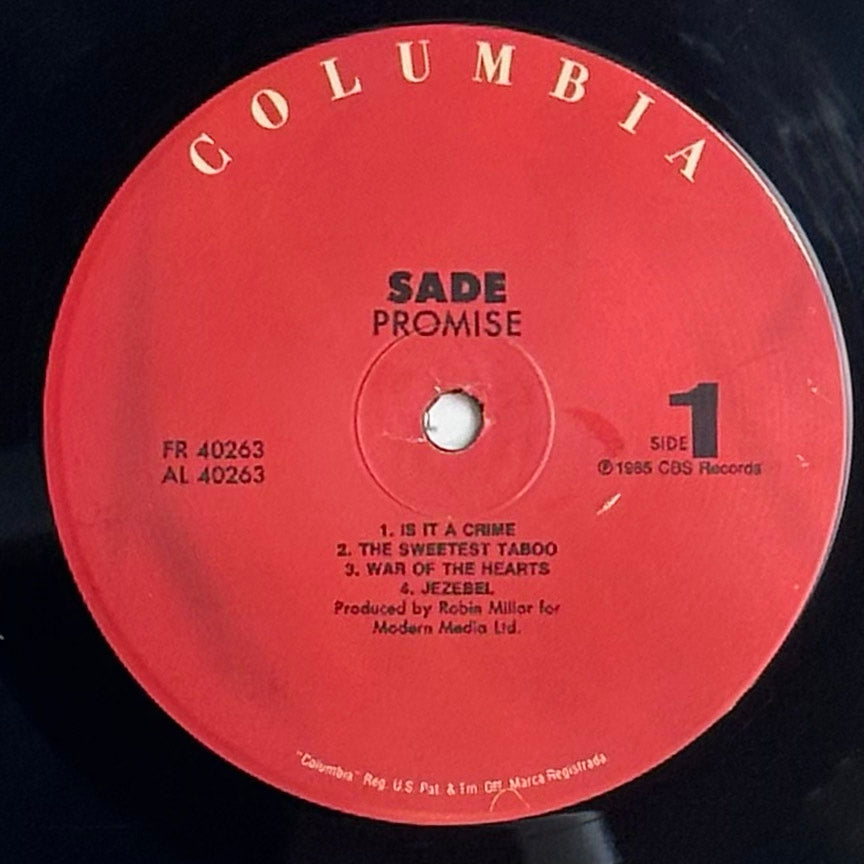 COLUMBIA
SADE
PROMISE
SIDE 1
℗ 1985 CBS Records
FR 40263
AL 40263
1. IS IT A CRIME
2. THE SWEETEST TABOO
3. WAR OF THE HEARTS
4. JEZEBEL
Produced by Robin Millar for
Modern Media Ltd.
"Columbia" Reg. U.S. Pat. & Tm. Off. Marca Registrada